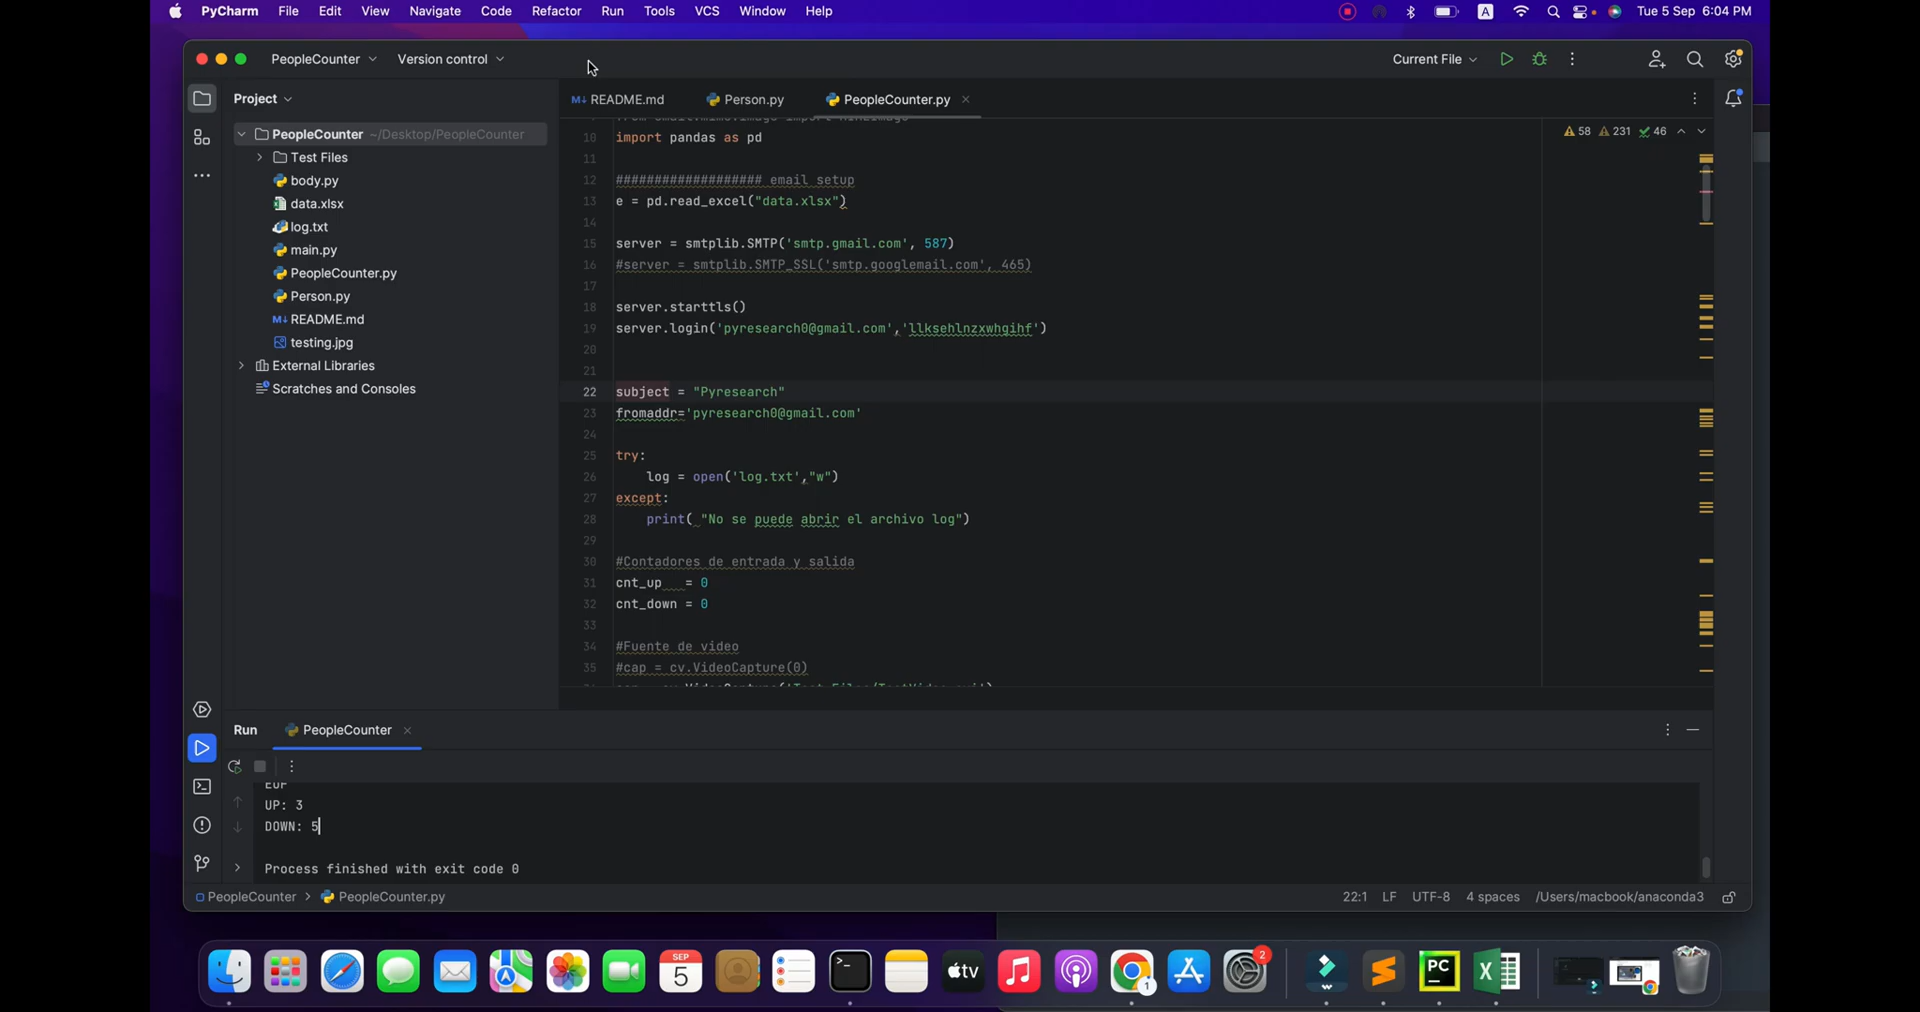 PyCharm File Edit View Navigate Code Refactor Run Tools VCS Window Help A Tue 5 Sep 6:04 PM
PeopleCounter Version control Current File
Project
README.md Person.py PeopleCounter.py
PeopleCounter ~/Desktop/PeopleCounter
Test Files
body.py
data.xlsx
log.txt
main.py
PeopleCounter.py
Person.py
README.md
testing.jpg
External Libraries
Scratches and Consoles
58 231 46
10 import pandas as pd
11
12 ################### email setup
13 e = pd.read_excel("data.xlsx")
14
15 server = smtplib.SMTP('smtp.gmail.com', 587)
16 #server = smtplib.SMTP_SSL('smtp.googlemail.com', 465)
17
18 server.starttls()
19 server.login('pyresearch0@gmail.com','llksehlnzxwhgihf')
20
21
22 subject = "Pyresearch"
23 fromaddr='pyresearch0@gmail.com'
24
25 try:
26 log = open('log.txt',"w")
27 except:
28 print( "No se puede abrir el archivo log")
29
30 #Contadores de entrada y salida
31 cnt_up   = 0
32 cnt_down = 0
33
34 #Fuente de video
35 #cap = cv.VideoCapture(0)
Run PeopleCounter
EOF
UP: 3
DOWN: 5
Process finished with exit code 0
PeopleCounter PeopleCounter.py 22:1 LF UTF-8 4 spaces /Users/macbook/anaconda3
SEP
5
tv
1
2
PC
X